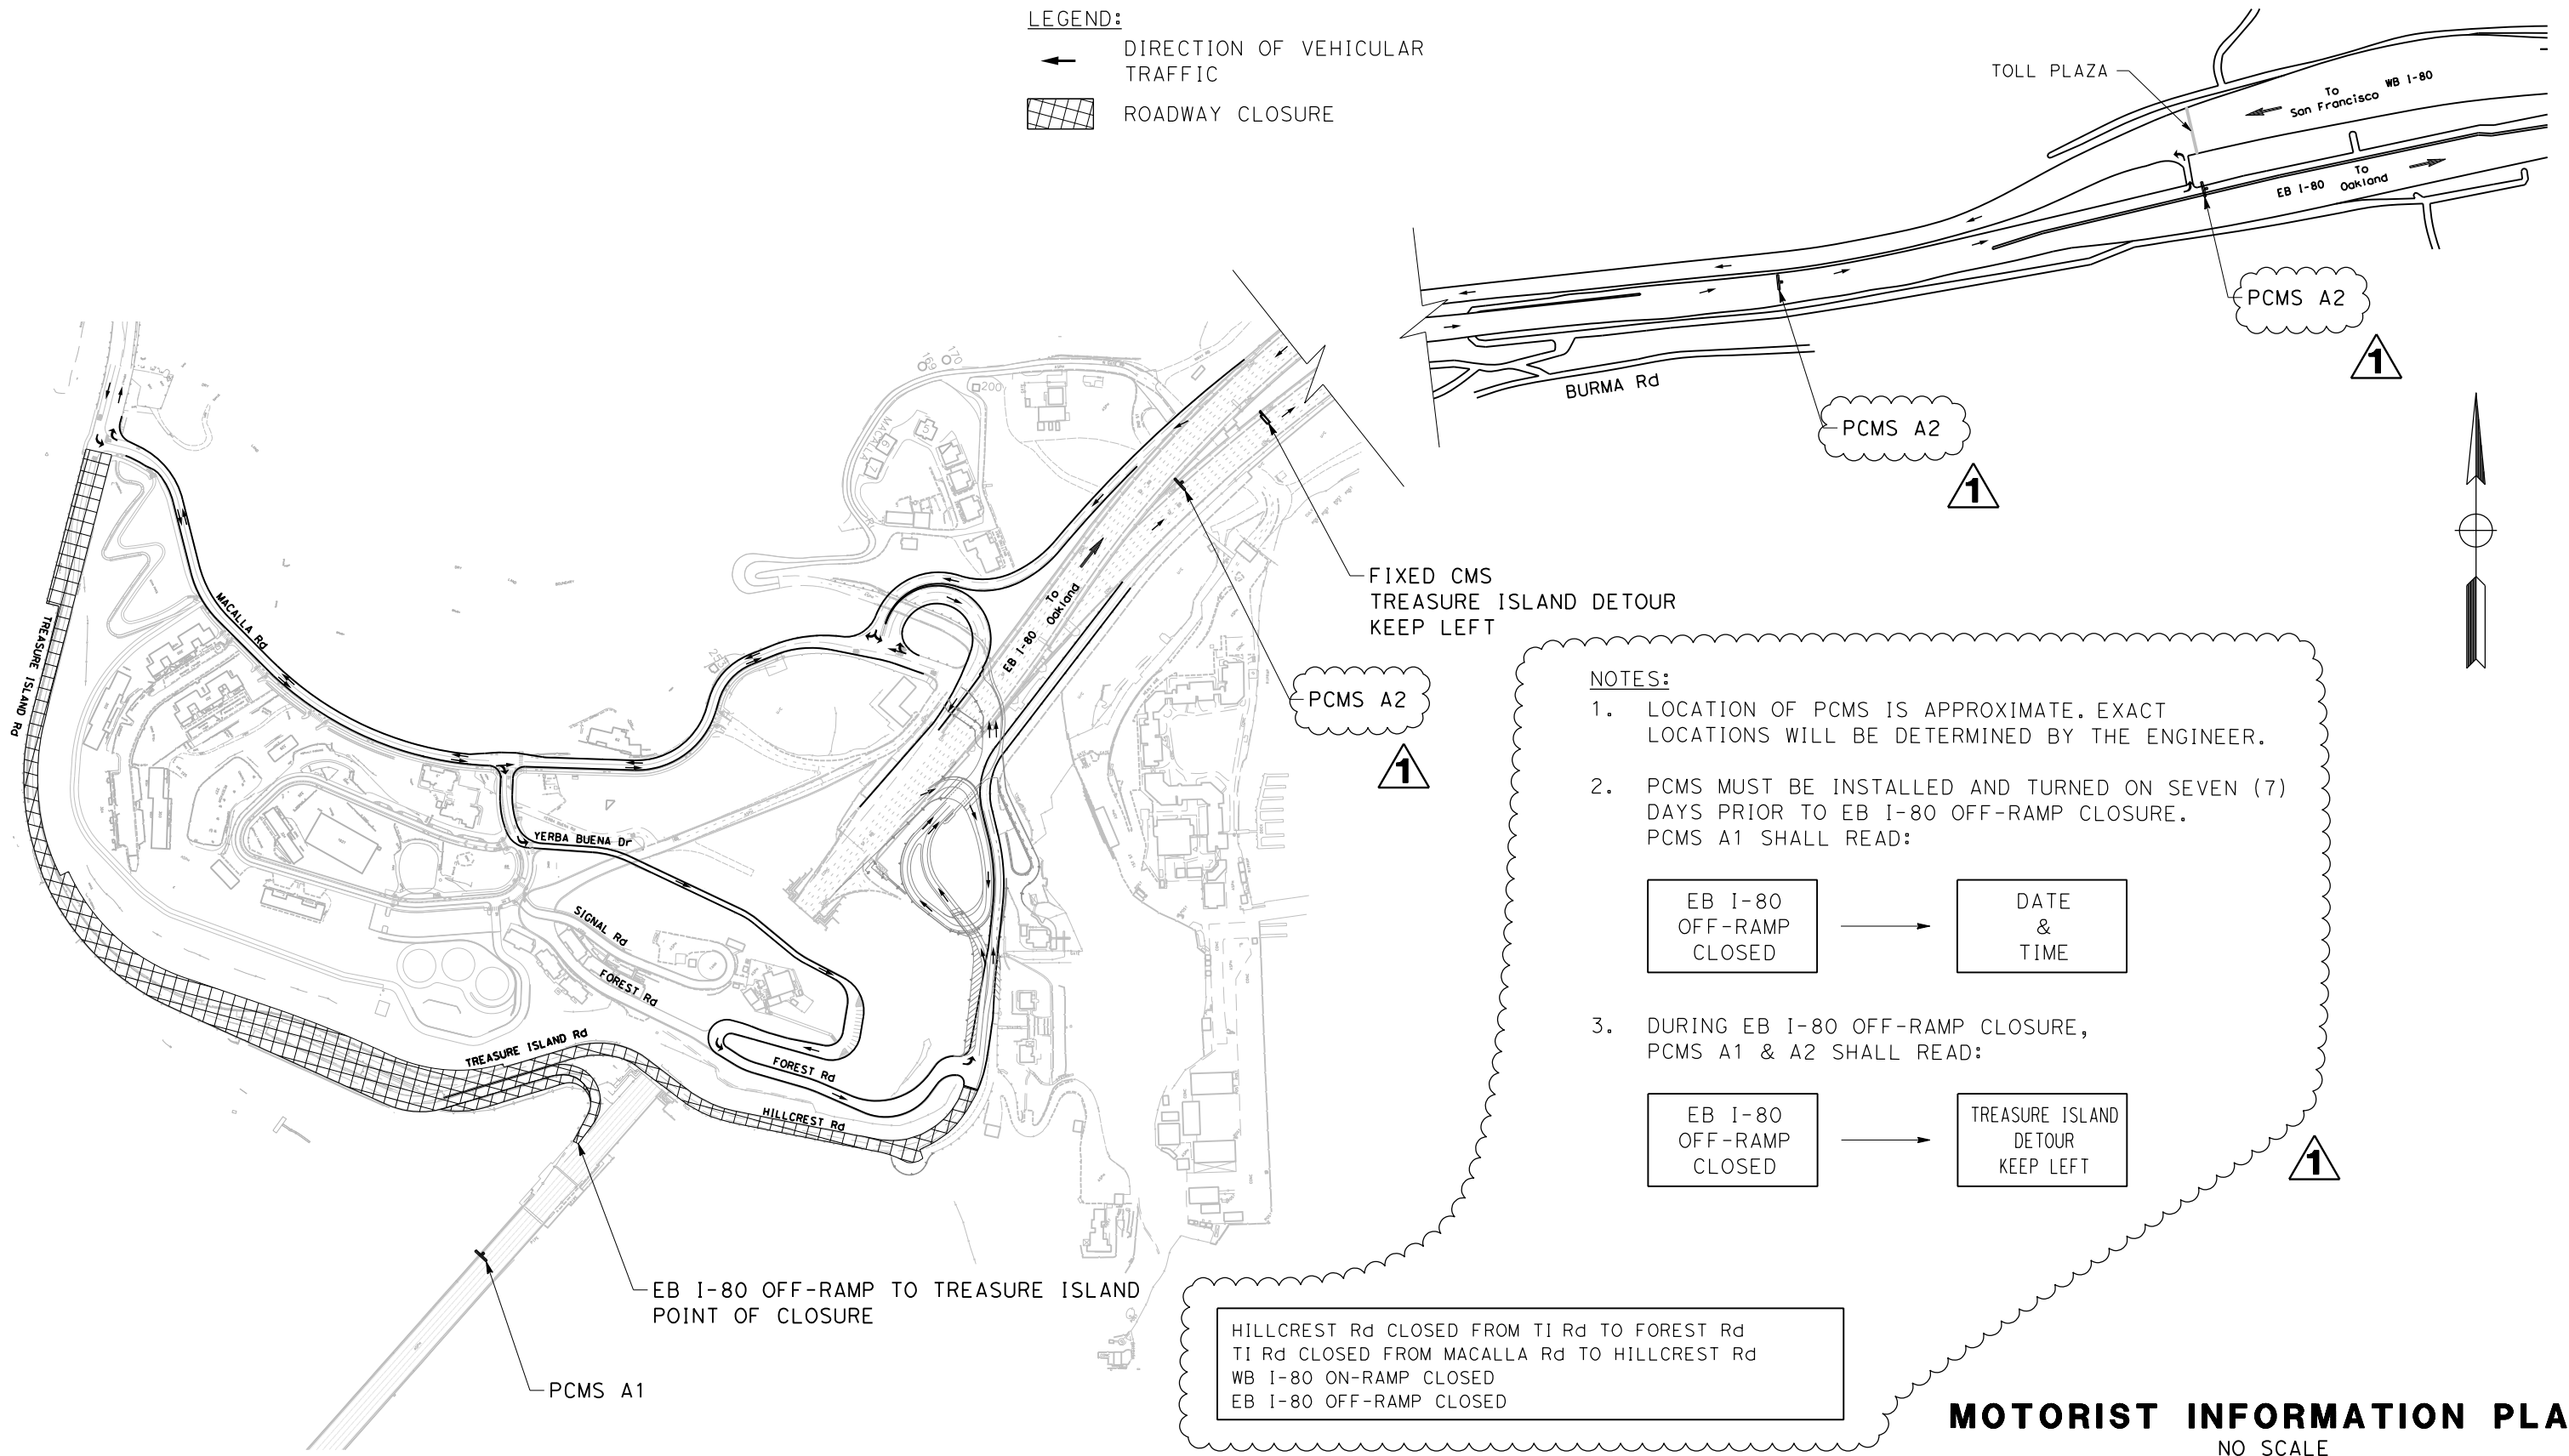 LEGEND:
DIRECTION OF VEHICULAR
TRAFFIC
ROADWAY CLOSURE
TOLL PLAZA
To
San Francisco WB I-80
EB I-80 To
Oakland
PCMS A2
1
PCMS A2
1
BURMA Rd
169
170
200
MACALLA
5
6
7
FIXED CMS
TREASURE ISLAND DETOUR
KEEP LEFT
EB I-80 To
Oakland
PCMS A2
1
MACALLA Rd
TREASURE ISLAND Rd
253
YERBA BUENA Dr
SIGNAL Rd
FOREST Rd
TREASURE ISLAND Rd
FOREST Rd
HILLCREST Rd
EB I-80 OFF-RAMP TO TREASURE ISLAND
POINT OF CLOSURE
PCMS A1
NOTES:
1. LOCATION OF PCMS IS APPROXIMATE. EXACT
LOCATIONS WILL BE DETERMINED BY THE ENGINEER.
2. PCMS MUST BE INSTALLED AND TURNED ON SEVEN (7)
DAYS PRIOR TO EB I-80 OFF-RAMP CLOSURE.
PCMS A1 SHALL READ:
EB I-80
OFF-RAMP
CLOSED
DATE
&
TIME
3. DURING EB I-80 OFF-RAMP CLOSURE,
PCMS A1 & A2 SHALL READ:
EB I-80
OFF-RAMP
CLOSED
TREASURE ISLAND
DETOUR
KEEP LEFT
1
HILLCREST Rd CLOSED FROM TI Rd TO FOREST Rd
TI Rd CLOSED FROM MACALLA Rd TO HILLCREST Rd
WB I-80 ON-RAMP CLOSED
EB I-80 OFF-RAMP CLOSED
MOTORIST INFORMATION PLA
NO SCALE